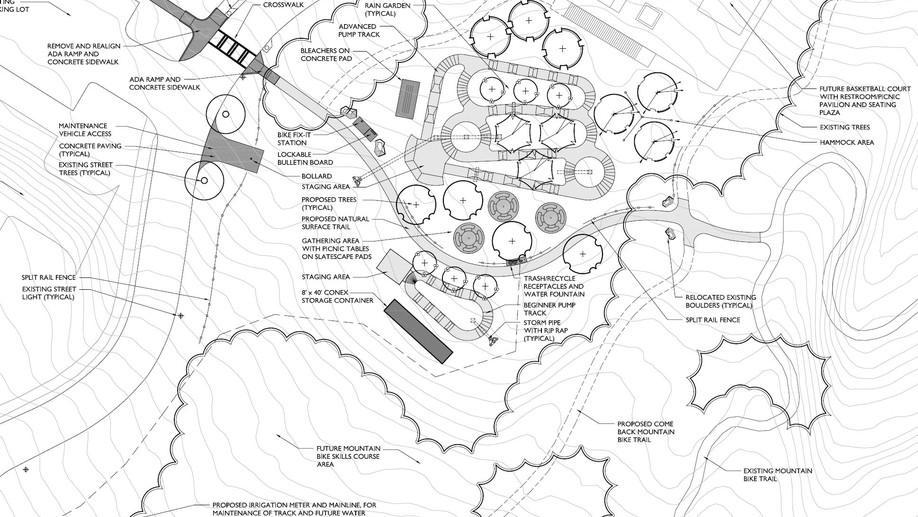 KING LOT
CROSSWALK
RAIN GARDEN
(TYPICAL)
ADVANCED
PUMP TRACK
REMOVE AND REALIGN
ADA RAMP AND
CONCRETE SIDEWALK
BLEACHERS ON
CONCRETE PAD
ADA RAMP AND
CONCRETE SIDEWALK
FUTURE BASKETBALL COURT
WITH RESTROOM/PICNIC
PAVILION AND SEATING
PLAZA
EXISTING TREES
HAMMOCK AREA
MAINTENANCE
VEHICLE ACCESS
CONCRETE PAVING
(TYPICAL)
EXISTING STREET
TREES (TYPICAL)
BIKE FIX-IT
STATION
LOCKABLE
BULLETIN BOARD
BOLLARD
STAGING AREA
PROPOSED TREES
(TYPICAL)
PROPOSED NATURAL
SURFACE TRAIL
GATHERING AREA
WITH PICNIC TABLES
ON SLATESCAPE PADS
STAGING AREA
8' x 40' CONEX
STORAGE CONTAINER
SPLIT RAIL FENCE
EXISTING STREET
LIGHT (TYPICAL)
TRASH/RECYCLE
RECEPTACLES AND
WATER FOUNTAIN
BEGINNER PUMP
TRACK
STORM PIPE
WITH RIP RAP
(TYPICAL)
RELOCATED EXISTING
BOULDERS (TYPICAL)
SPLIT RAIL FENCE
PROPOSED COME
BACK MOUNTAIN
BIKE TRAIL
EXISTING MOUNTAIN
BIKE TRAIL
FUTURE MOUNTAIN
BIKE SKILLS COURSE
AREA
PROPOSED IRRIGATION METER AND MAINLINE, FOR
MAINTENANCE OF TRACK AND FUTURE WATER